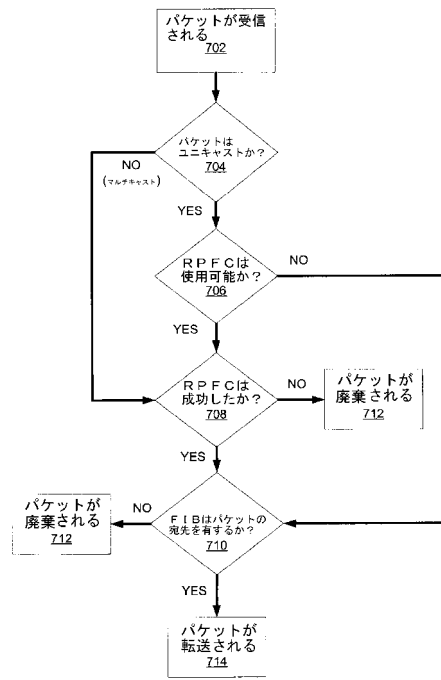 パケットが受信
される
702
パケットは
ユニキャストか？
704
NO
(マルチキャスト)
YES
RPFCは
使用可能か？
706
NO
YES
RPFCは
成功したか？
708
NO
パケットが
廃棄される
712
YES
FIBはパケットの
宛先を有するか？
710
NO
パケットが
廃棄される
712
YES
パケットが
転送される
714